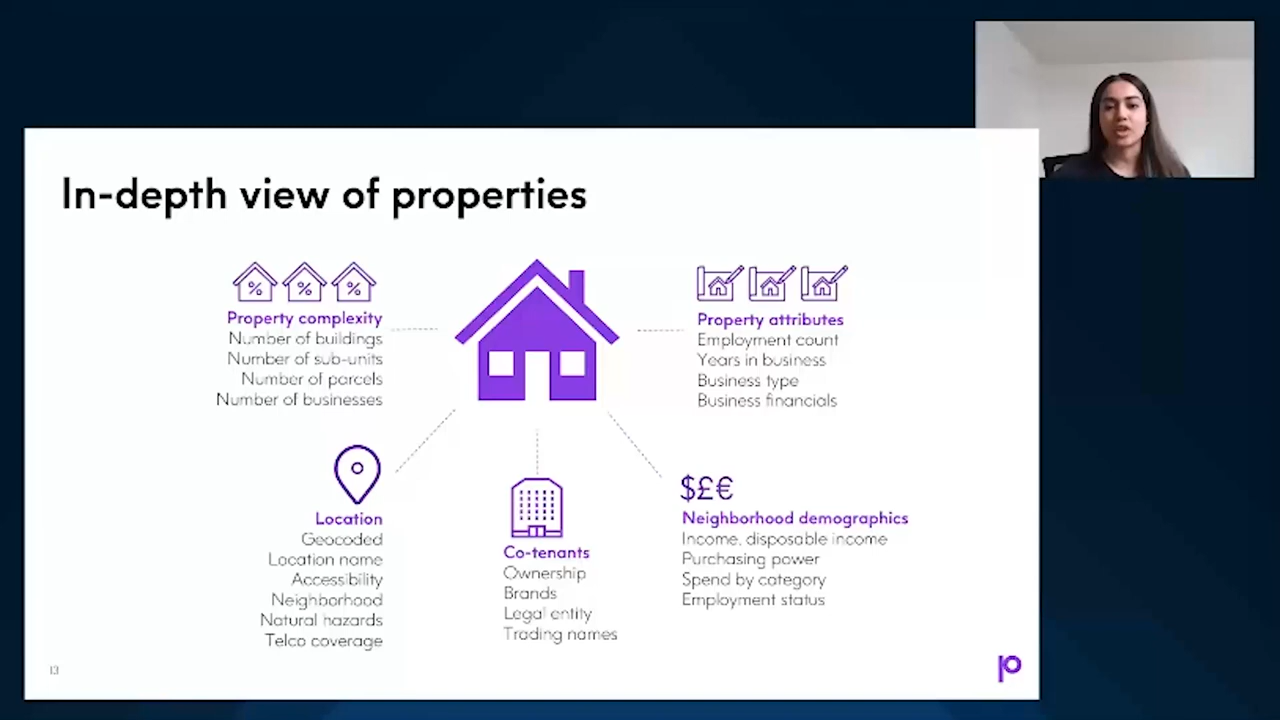 In-depth view of properties
% % %
Property complexity
Number of buildings
Number of sub-units
Number of parcels
Number of businesses
Property attributes
Employment count
Years in business
Business type
Business financials
Location
Geocoded
Location name
Accessibility
Neighborhood
Natural hazards
Telco coverage
Co-tenants
Ownership
Brands
Legal entity
Trading names
$£€
Neighborhood demographics
Income, disposable income
Purchasing power
Spend by category
Employment status
13